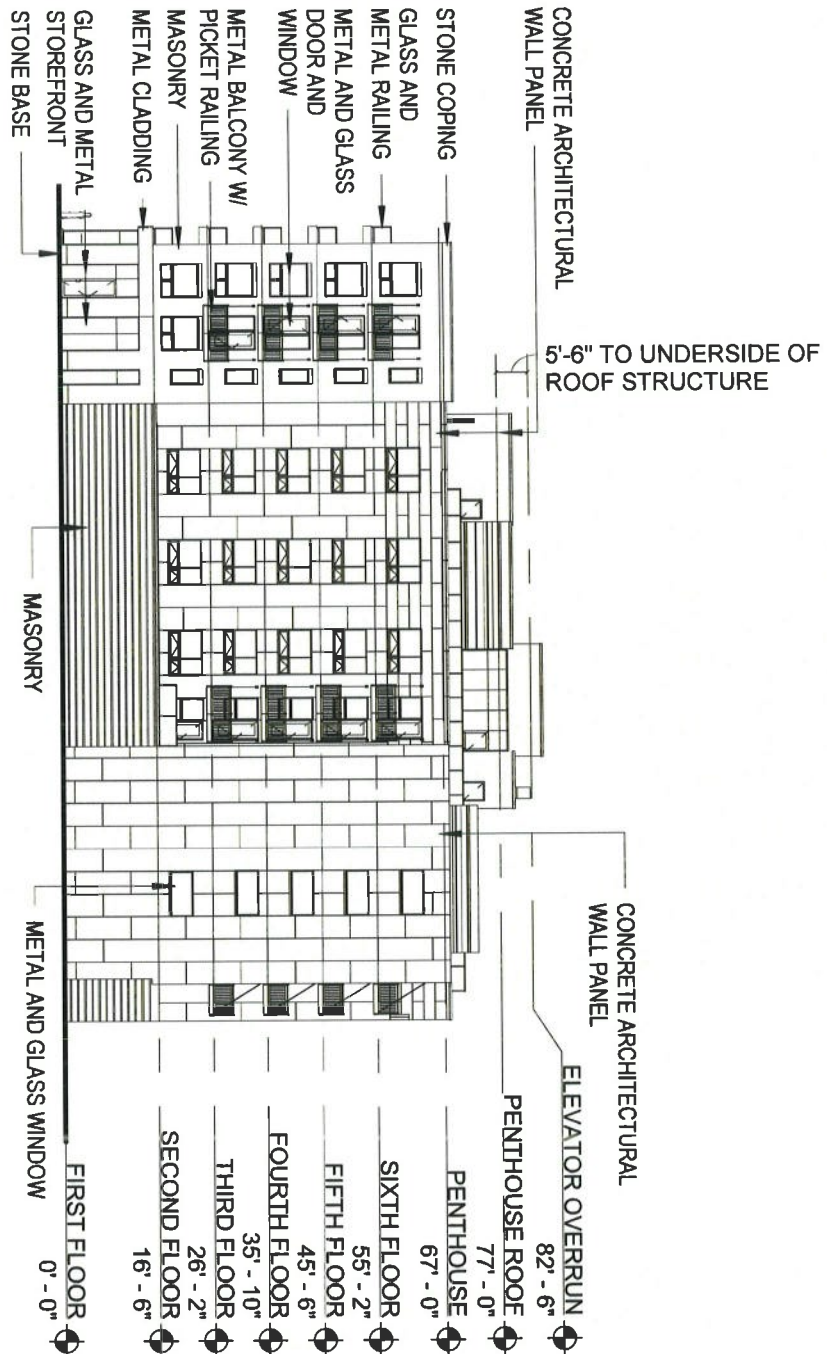 CONCRETE ARCHITECTURAL
WALL PANEL
5'-6" TO UNDERSIDE OF
ROOF STRUCTURE
STONE COPING
GLASS AND
METAL RAILING
METAL AND GLASS
DOOR AND
WINDOW
METAL BALCONY W/
PICKET RAILING
MASONRY
METAL CLADDING
GLASS AND METAL
STOREFRONT
STONE BASE
MASONRY
METAL AND GLASS WINDOW
CONCRETE ARCHITECTURAL
WALL PANEL
ELEVATOR OVERRUN
82' - 6"
PENTHOUSE ROOF
77' - 0"
PENTHOUSE
67' - 0"
SIXTH FLOOR
55' - 2"
FIFTH FLOOR
45' - 6"
FOURTH FLOOR
35' - 10"
THIRD FLOOR
26' - 2"
SECOND FLOOR
16' - 6"
FIRST FLOOR
0' - 0"